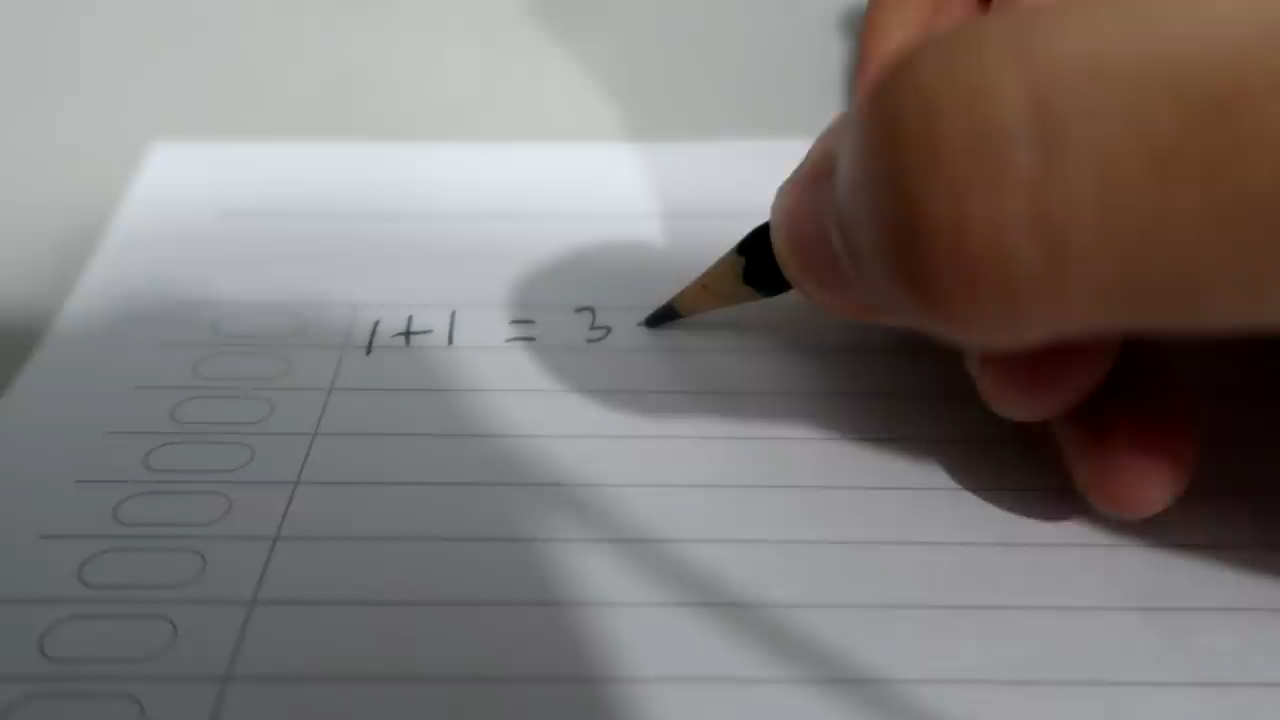 1+1 = 3